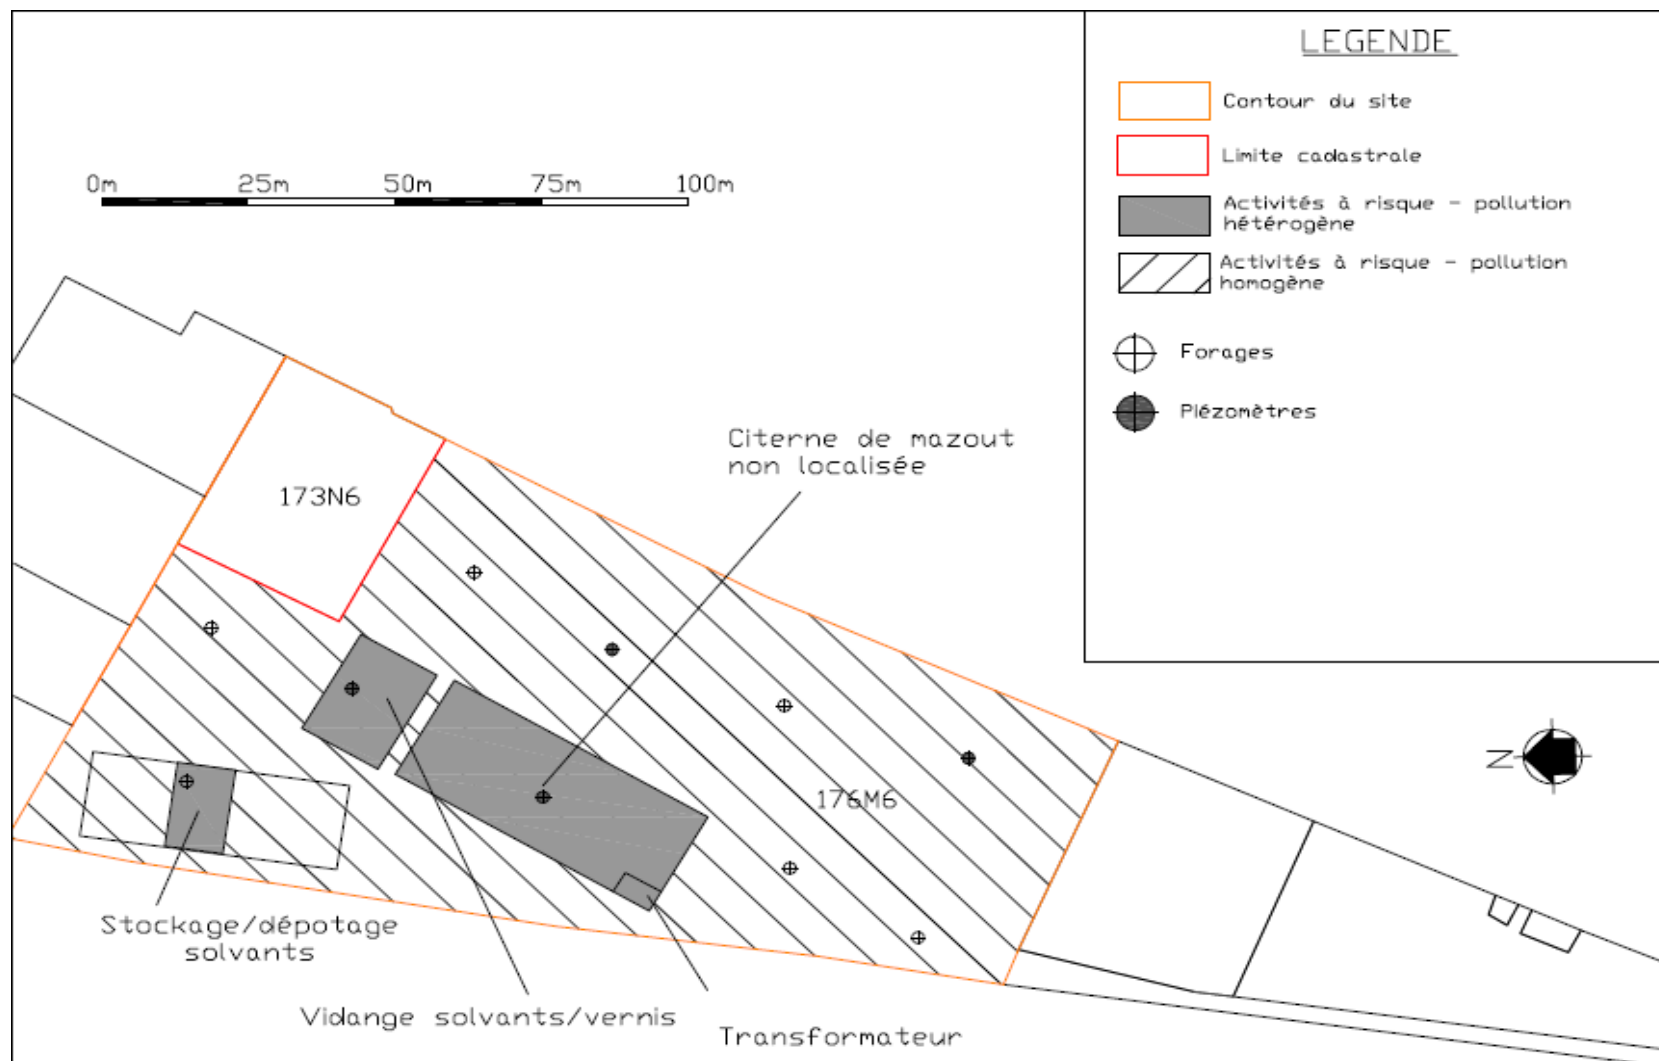 LEGENDE
Contour du site
Limite cadastrale
Activités à risque - pollution
hétérogène
Activités à risque - pollution
homogène
Forages
Piézomètres
0m 25m 50m 75m 100m
Citerne de mazout
non localisée
173N6
176M6
N
Stockage/dépotage
solvants
Vidange solvants/vernis
Transformateur